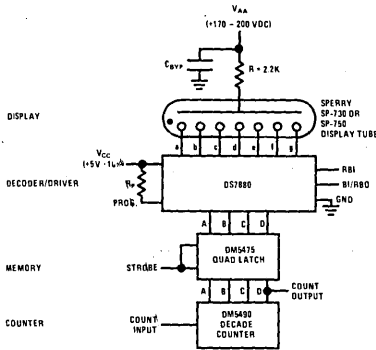 VAA
(+170 – 200 VDC)
CBYP
R = 2.2K
DISPLAY
SPERRY
SP-730 OR
SP-750
DISPLAY TUBE
a b c d e f g
VCC
(+5V
DECODER/DRIVER
PROG.
DS7880
RBI
BI/RBO
GND
A B C D
MEMORY
STROBE
DM5475
QUAD LATCH
A B C D
COUNT
OUTPUT
COUNTER
COUNT
INPUT
DM5490
DECADE
COUNTER